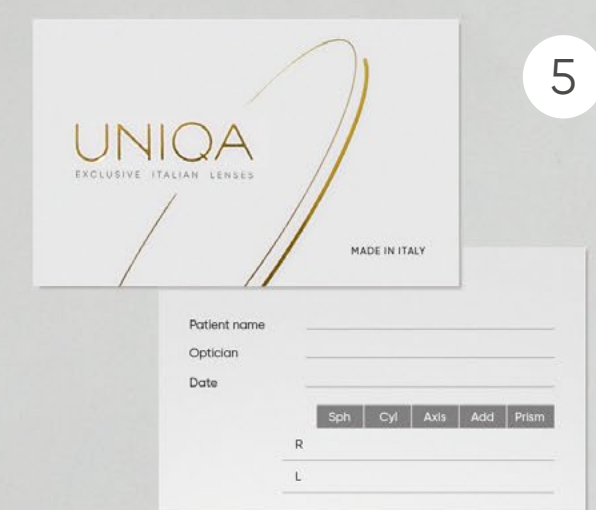 5
UNIQA
EXCLUSIVE ITALIAN LENSES
MADE IN ITALY
Patient name
Optician
Date
Sph Cyl Axis Add Prism
R
L